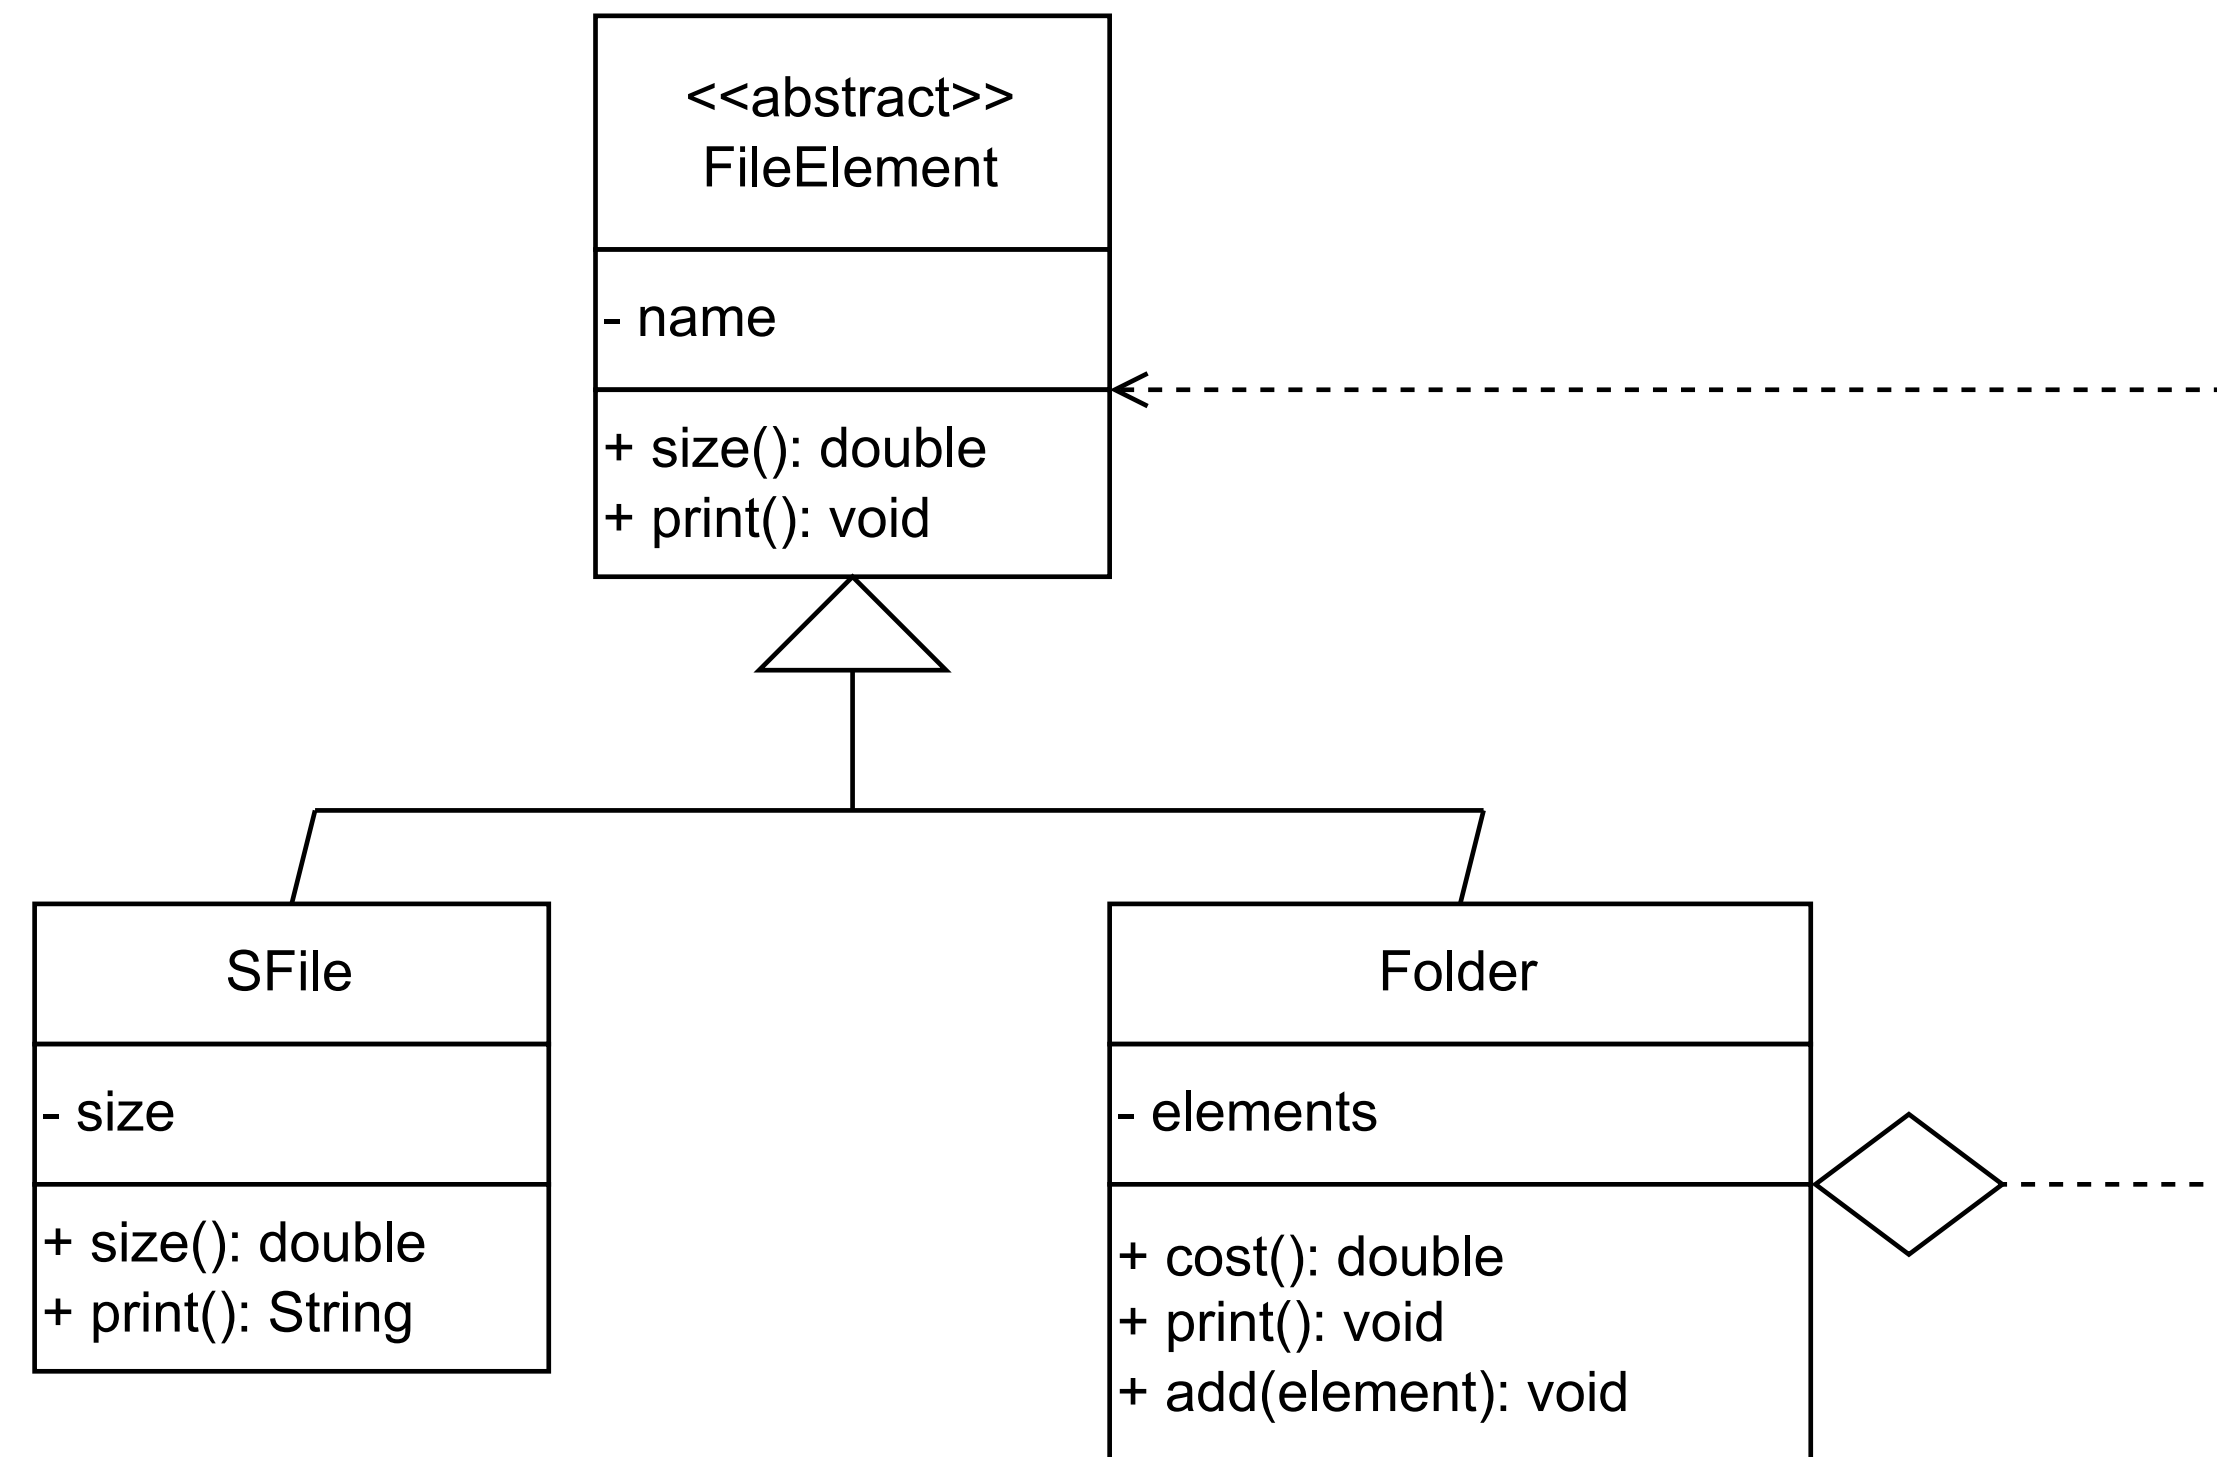 <<abstract>>
FileElement
- name
+ size(): double
+ print(): void
SFile
- size
+ size(): double
+ print(): String
Folder
- elements
+ cost(): double
+ print(): void
+ add(element): void